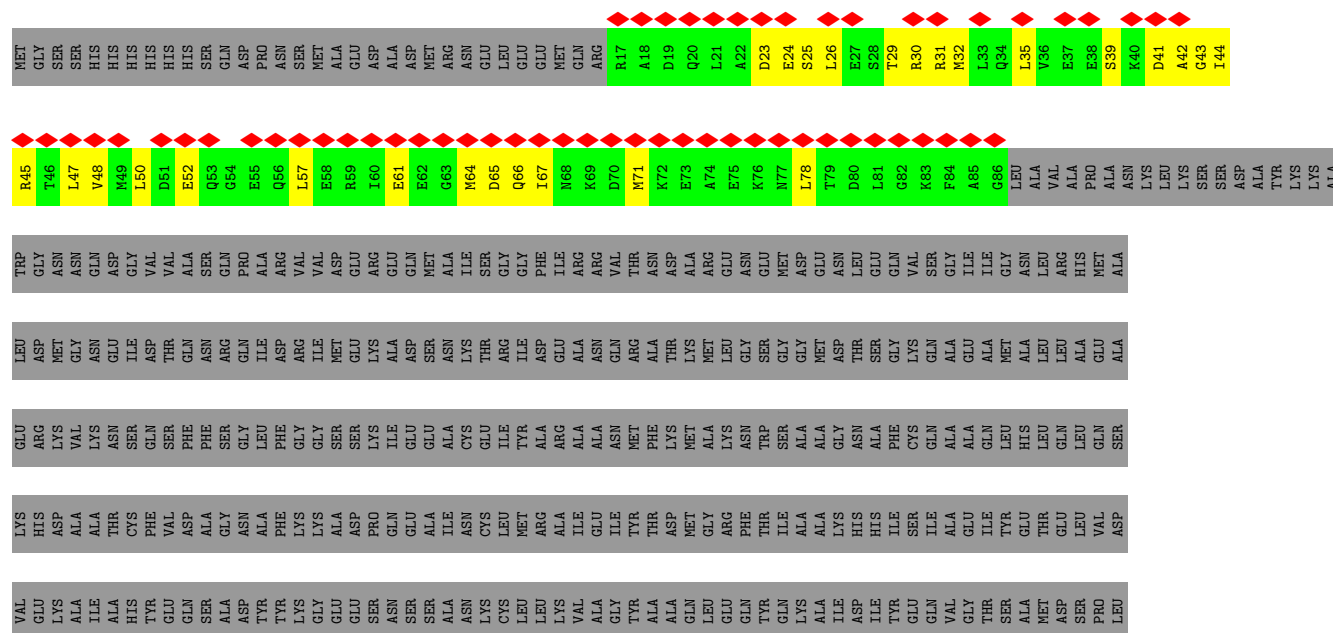 MET GLY SER SER HIS HIS HIS HIS HIS HIS SER GLN ASP PRO ASN SER MET ALA GLU ASP ALA ASP MET ARG ASN GLU LEU GLU GLU MET GLN ARG R17 A18 D19 Q20 L21 A22 D23 E24 S25 L26 E27 S28 T29 R30 R31 M32 L33 Q34 L35 V36 E37 E38 S39 K40 D41 A42 G43 I44
R45 T46 L47 V48 M49 L50 D51 E52 Q53 G54 E55 Q56 L57 E58 R59 I60 E61 E62 G63 M64 D65 Q66 I67 N68 K69 D70 M71 K72 E73 A74 E75 K76 N77 L78 T79 D80 L81 G82 K83 F84 A85 G86 LEU ALA VAL ALA PRO ALA ASN LYS LEU LYS SER SER ASP ALA TYR LYS LYS ALA
TRP GLY ASN ASN GLN ASP GLY VAL VAL ALA SER GLN PRO ALA ARG VAL VAL ASP GLU ARG GLU GLN MET ALA ILE SER GLY GLY PHE ILE ARG ARG VAL THR ASN ASP ALA ARG GLU ASN GLU MET ASP GLU ASN LEU GLU GLN VAL SER GLY ILE ILE GLY ASN LEU ARG HIS MET ALA
LEU ASP MET GLY ASN GLU ILE ASP THR GLN ASN ARG GLN ILE ASP ARG ILE MET GLU LYS ALA ASP SER ASN LYS THR ARG ILE ASP GLU ALA ASN GLN ARG ALA THR LYS MET LEU GLY SER GLY GLY MET ASP THR SER GLY LYS GLN ALA GLU ALA MET ALA LEU LEU ALA GLU ALA
GLU ARG LYS VAL LYS ASN SER GLN SER PHE PHE SER GLY LEU PHE GLY GLY SER SER LYS ILE GLU GLU ALA CYS GLU ILE TYR ALA ARG ALA ALA ASN MET PHE LYS MET ALA LYS ASN TRP SER ALA ALA GLY ASN ALA PHE CYS GLN ALA ALA GLN LEU HIS LEU GLN LEU GLN SER
LYS HIS ASP ALA ALA THR CYS PHE VAL ASP ALA GLY ASN ALA PHE LYS LYS ALA ASP PRO GLN GLU ALA ILE ASN CYS LEU MET ARG ALA ILE GLU ILE TYR THR ASP MET GLY ARG PHE THR ILE ALA ALA LYS HIS HIS ILE SER ILE ALA GLU ILE TYR GLU THR GLU LEU VAL ASP
VAL GLU LYS ALA ILE ALA HIS TYR GLU GLN SER ALA ASP TYR TYR LYS GLY GLU GLU SER ASN SER SER ALA ASN LYS CYS LEU LEU LYS VAL ALA GLY TYR ALA ALA GLN LEU GLU GLN TYR GLN LYS ALA ILE ASP ILE TYR GLU GLN VAL GLY THR SER ALA MET ASP SER PRO LEU